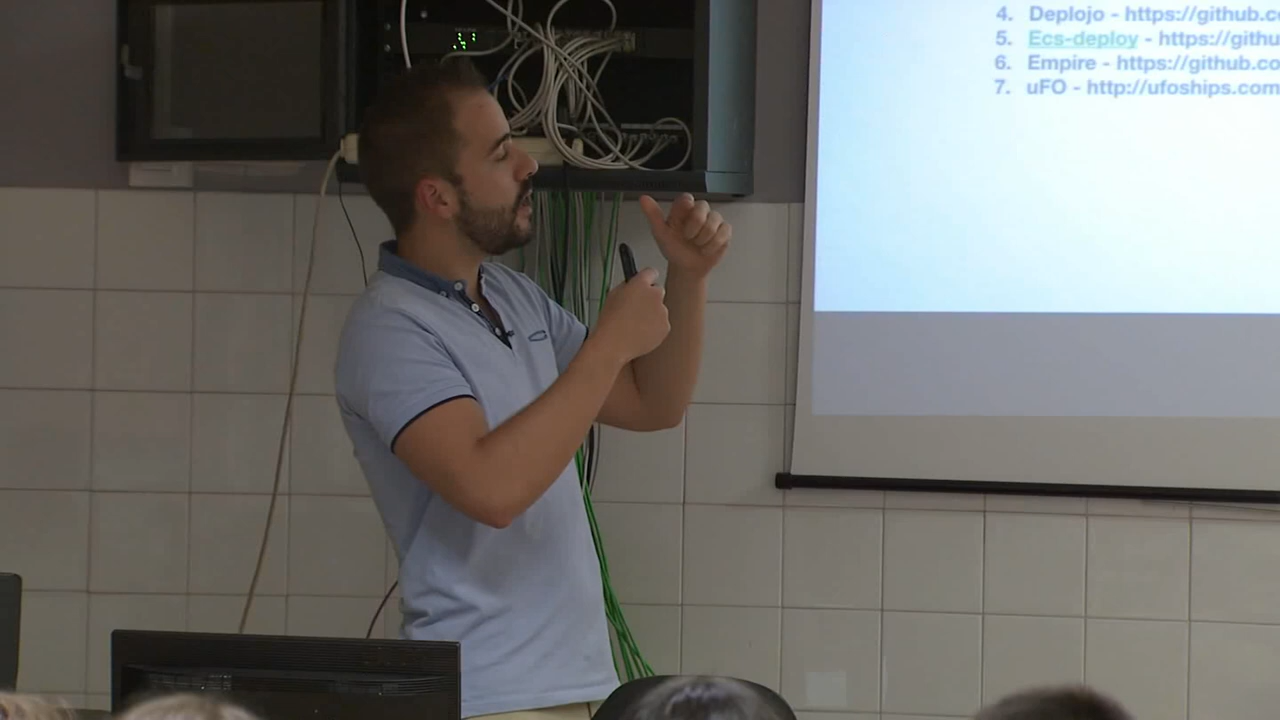 4. Deplojo - https://github.co
5. Ecs-deploy - https://githu
6. Empire - https://github.co
7. uFO - http://ufoships.com